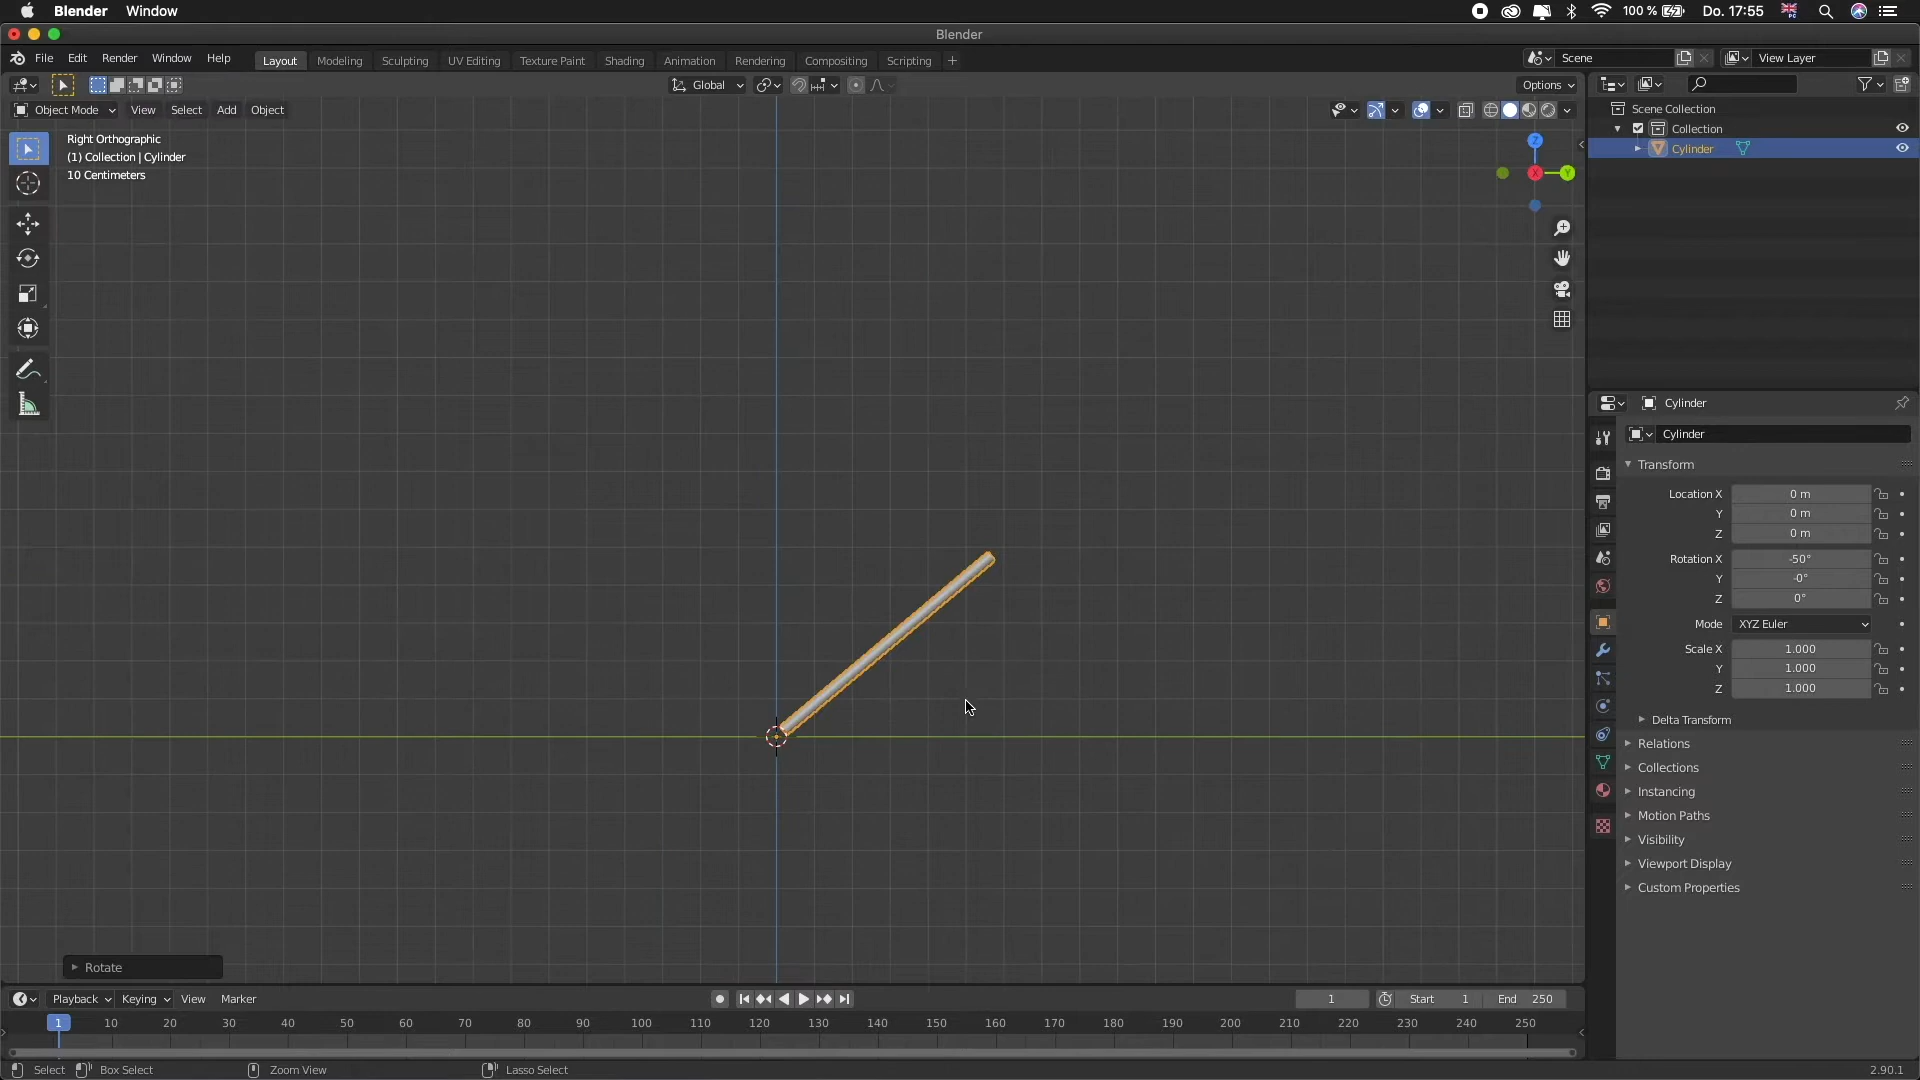 Blender Window 100 % Do. 17:55
Blender
File Edit Render Window Help Layout Modeling Sculpting UV Editing Texture Paint Shading Animation Rendering Compositing Scripting + Scene View Layer
Global Options
Object Mode View Select Add Object
Right Orthographic
(1) Collection | Cylinder
10 Centimeters
Z
X
Y
Scene Collection
Collection
Cylinder
Cylinder
Cylinder
Transform
Location X 0 m
Y 0 m
Z 0 m
Rotation X -50°
Y -0°
Z 0°
Mode XYZ Euler
Scale X 1.000
Y 1.000
Z 1.000
Delta Transform
Relations
Collections
Instancing
Motion Paths
Visibility
Viewport Display
Custom Properties
Rotate
Playback Keying View Marker 1 Start 1 End 250
1 10 20 30 40 50 60 70 80 90 100 110 120 130 140 150 160 170 180 190 200 210 220 230 240 250
Select Box Select Zoom View Lasso Select 2.90.1